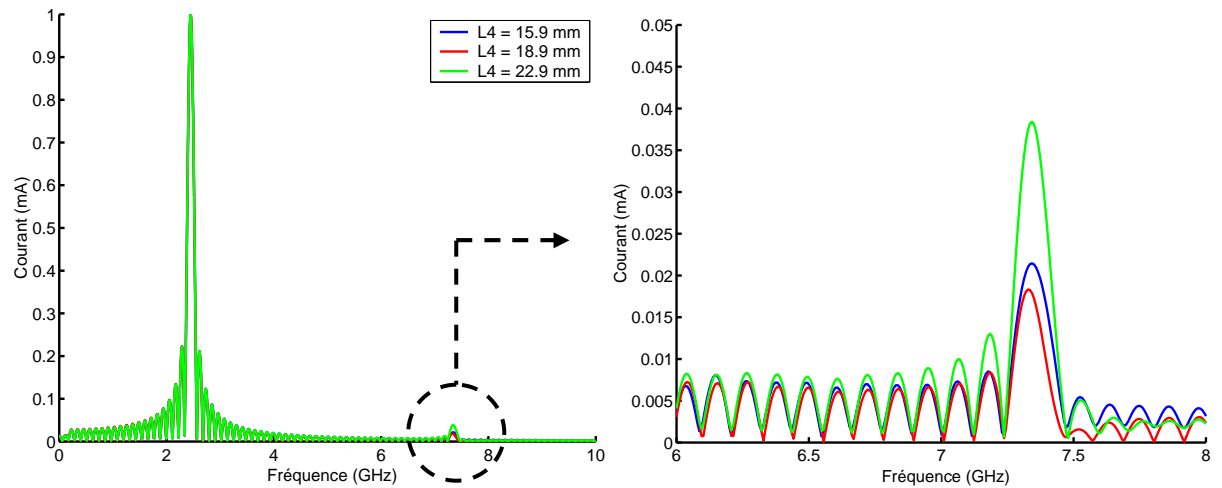 1
0.9
0.8
0.7
0.6
0.5
0.4
0.3
0.2
0.1
0
0 2 4 6 8 10
Courant (mA)
Fréquence (GHz)
L4 = 15.9 mm
L4 = 18.9 mm
L4 = 22.9 mm
0.05
0.045
0.04
0.035
0.03
0.025
0.02
0.015
0.01
0.005
0
6 6.5 7 7.5 8
Courant (mA)
Fréquence (GHz)